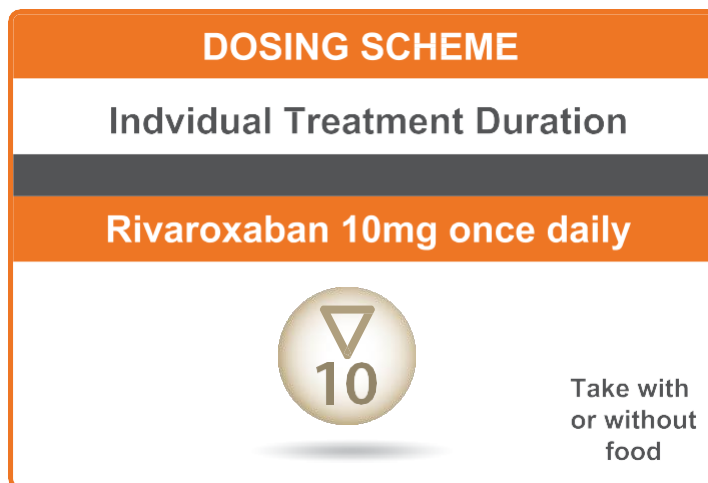 DOSING SCHEME
Indvidual Treatment Duration
Rivaroxaban 10mg once daily
10
Take with
or without
food